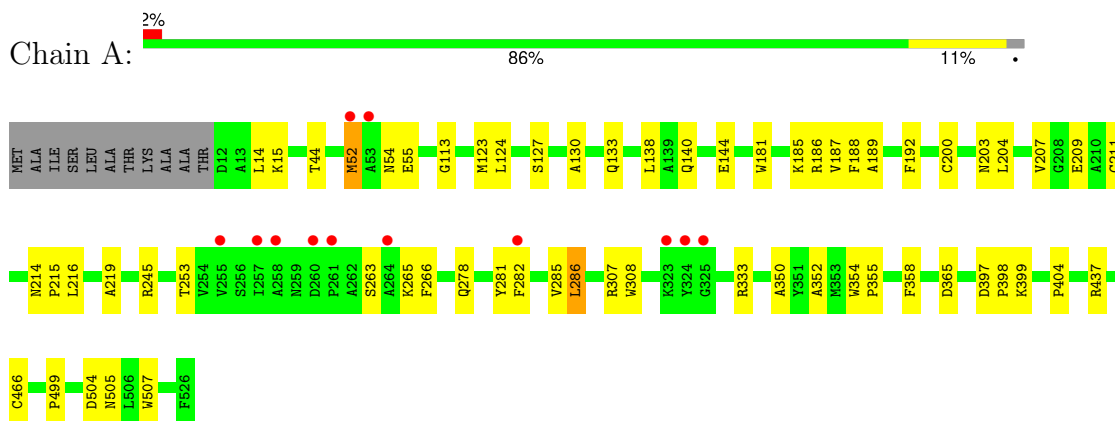 2%
Chain A:
86% 11% •
MET ALA ILE SER LEU ALA ALA THR LYS ALA ALA THR D12 A13 L14 K15 T44 M52 A53 N54 E55 G113 M123 L124 S127 A130 Q133 L138 A139 Q140 E144 W181 K185 R186 V187 F188 A189 F192 C200 N203 L204 V207 G208 E209 A210
N214 P215 L216 A219 R245 T253 V254 V255 S256 I257 A258 N259 D260 P261 A262 S263 A264 K265 F266 Q278 Y281 F282 V285 L286 R307 W308 K323 Y324 G325 R333 A350 Y351 A352 M353 W354 P355 F358 D365 D397 P398 K399 P404 R437
C466 P499 D504 N505 L506 W507 F526